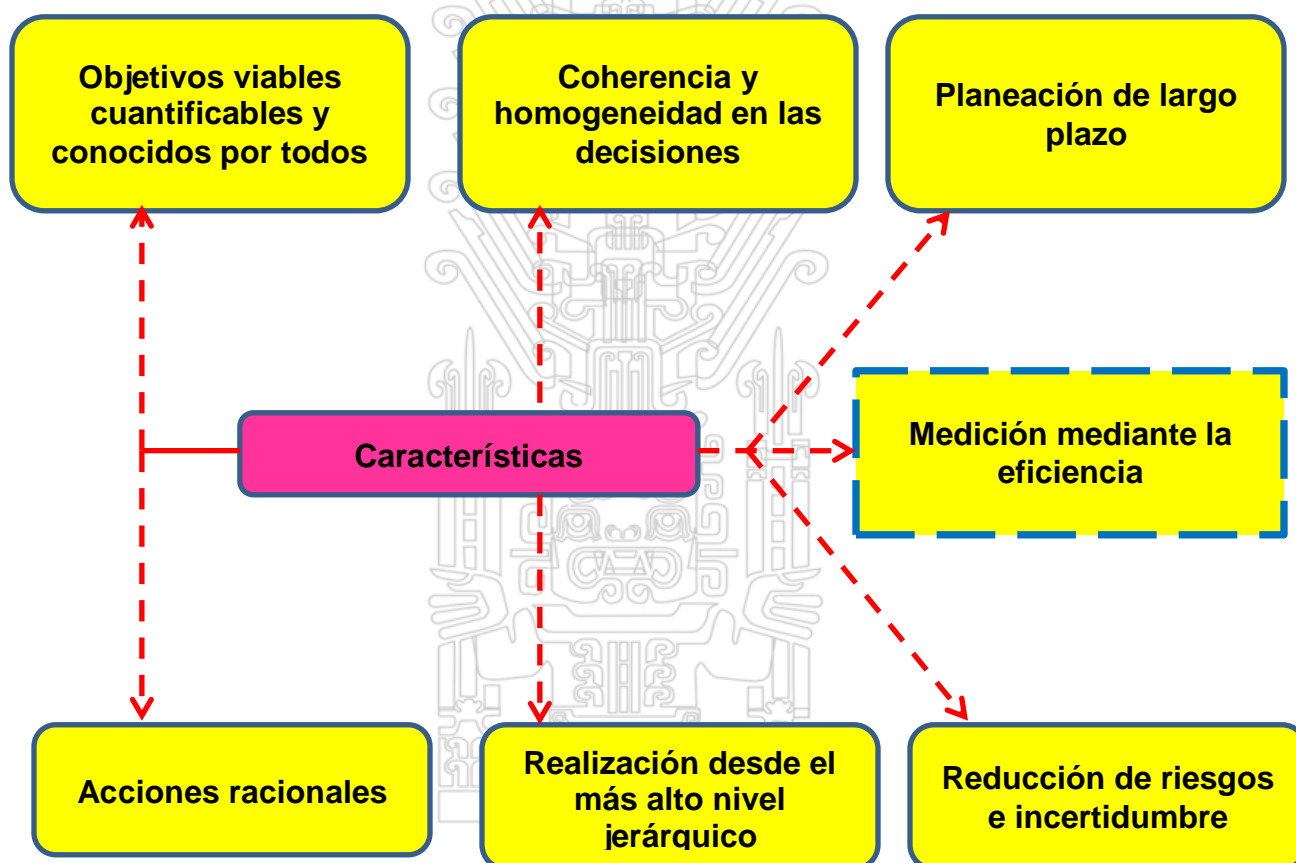 Objetivos viables
cuantificables y
conocidos por todos
Coherencia y
homogeneidad en las
decisiones
Planeación de largo
plazo
Características
Medición mediante la
eficiencia
Acciones racionales
Realización desde el
más alto nivel
jerárquico
Reducción de riesgos
e incertidumbre